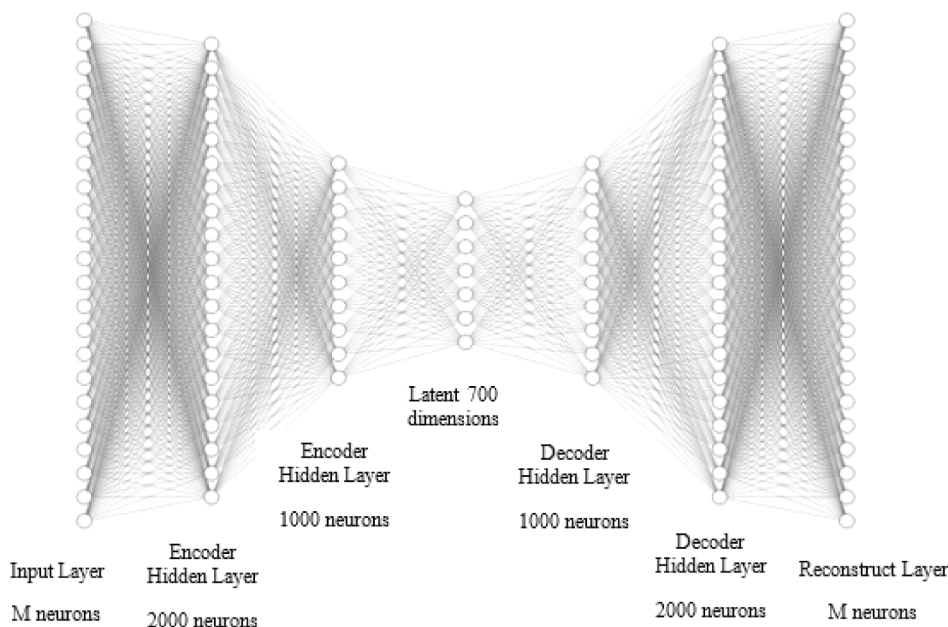 Latent 700
dimensions
Encoder
Hidden Layer
1000 neurons
Decoder
Hidden Layer
1000 neurons
Input Layer
M neurons
Encoder
Hidden Layer
2000 neurons
Decoder
Hidden Layer
2000 neurons
Reconstruct Layer
M neurons